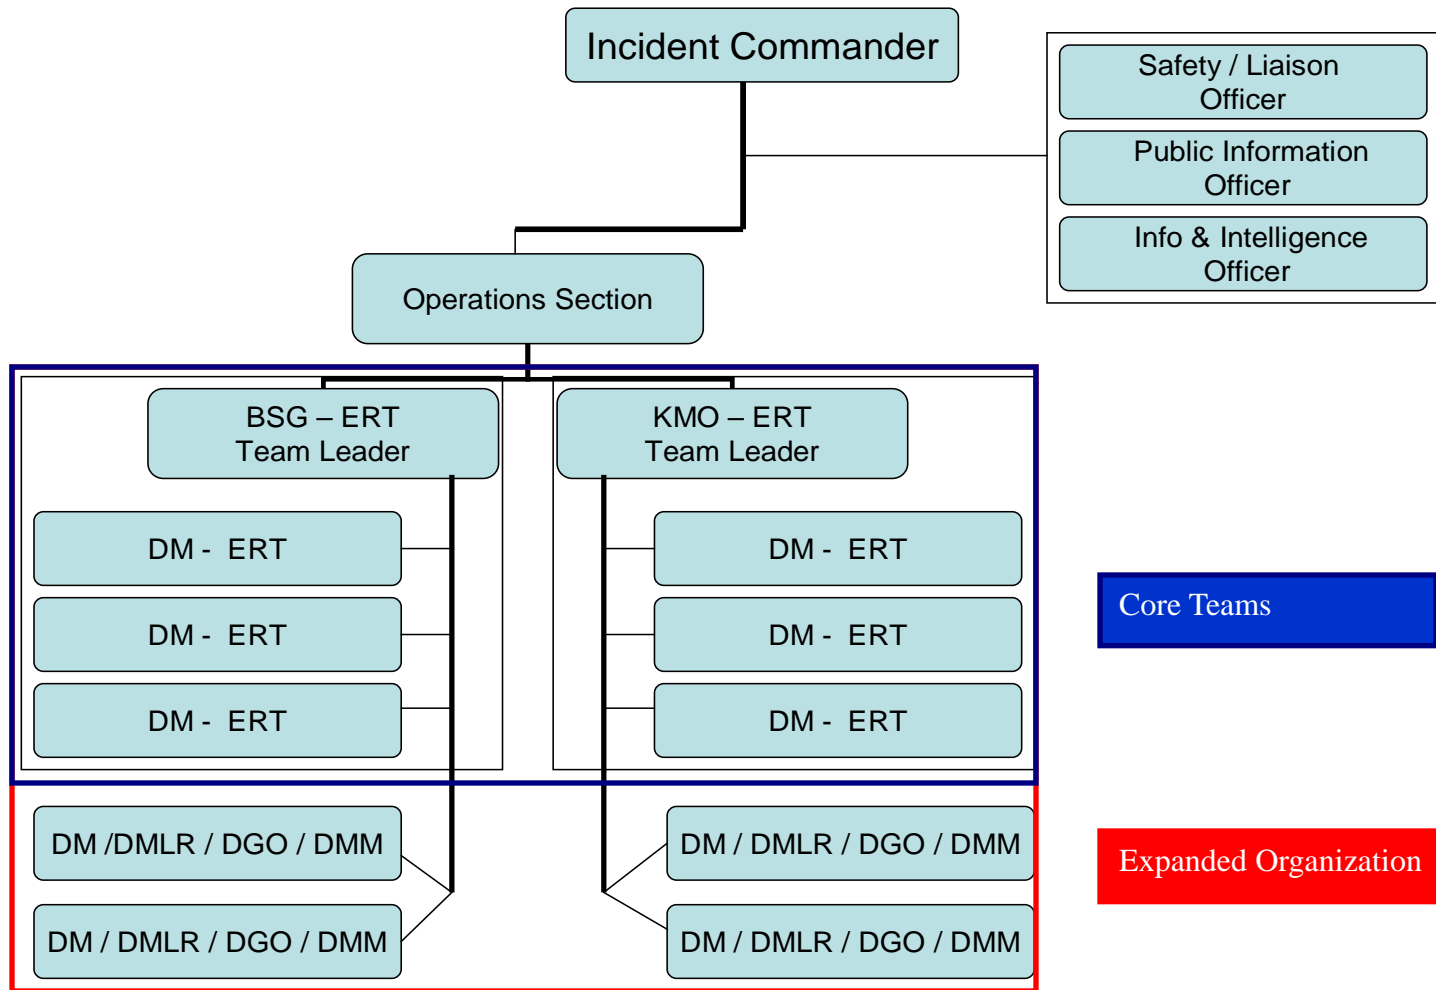 Incident Commander
Safety / Liaison
Officer
Public Information
Officer
Info & Intelligence
Officer
Operations Section
BSG – ERT
Team Leader
KMO – ERT
Team Leader
DM - ERT
DM - ERT
DM - ERT
DM - ERT
DM - ERT
DM - ERT
Core Teams
DM /DMLR / DGO / DMM
DM / DMLR / DGO / DMM
Expanded Organization
DM / DMLR / DGO / DMM
DM / DMLR / DGO / DMM